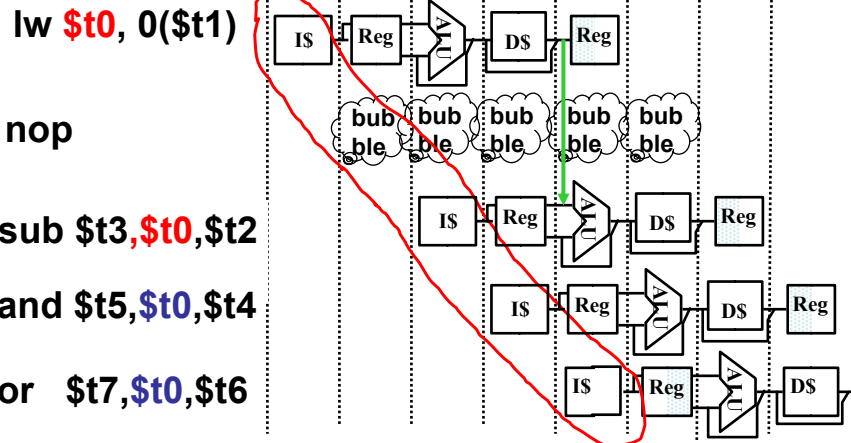 lw $t0, 0($t1)
I$ Reg ALU D$ Reg
nop
bub ble bub ble bub ble bub ble bub ble
sub $t3,$t0,$t2
I$ Reg ALU D$ Reg
and $t5,$t0,$t4
I$ Reg ALU D$ Reg
or $t7,$t0,$t6
I$ Reg ALU D$